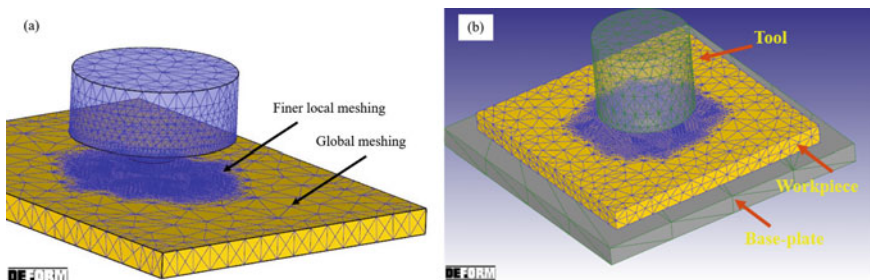 (a)
Finer local meshing
Global meshing
DEFORM
(b)
Tool
Workpiece
Base-plate
DEFORM